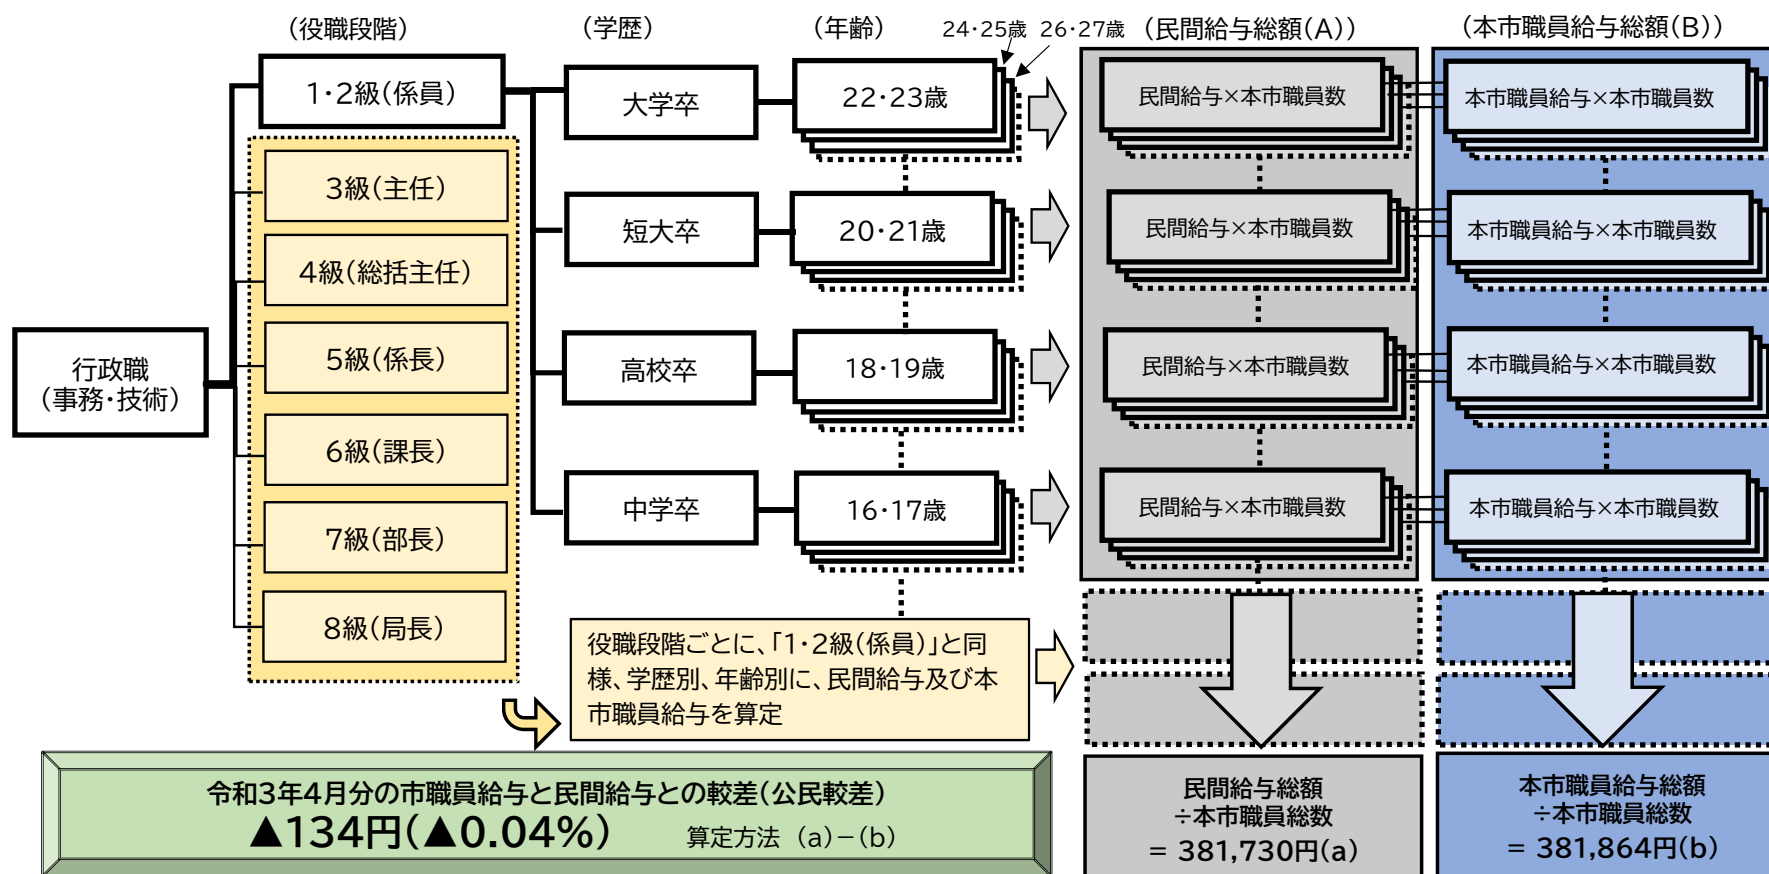 (役職段階)
(学歴)
(年齢)
24・25歳
26・27歳
(民間給与総額(A))
(本市職員給与総額(B))
行政職
(事務・技術)
1・2級(係員)
3級(主任)
4級(総括主任)
5級(係長)
6級(課長)
7級(部長)
8級(局長)
大学卒
22・23歳
民間給与×本市職員数
本市職員給与×本市職員数
短大卒
20・21歳
民間給与×本市職員数
本市職員給与×本市職員数
高校卒
18・19歳
民間給与×本市職員数
本市職員給与×本市職員数
中学卒
16・17歳
民間給与×本市職員数
本市職員給与×本市職員数
役職段階ごとに、「1・2級(係員)」と同
様、学歴別、年齢別に、民間給与及び本
市職員給与を算定
令和3年4月分の市職員給与と民間給与との較差(公民較差)
▲134円(▲0.04%) 算定方法 (a)-(b)
民間給与総額
÷本市職員総数
= 381,730円(a)
本市職員給与総額
÷本市職員総数
= 381,864円(b)